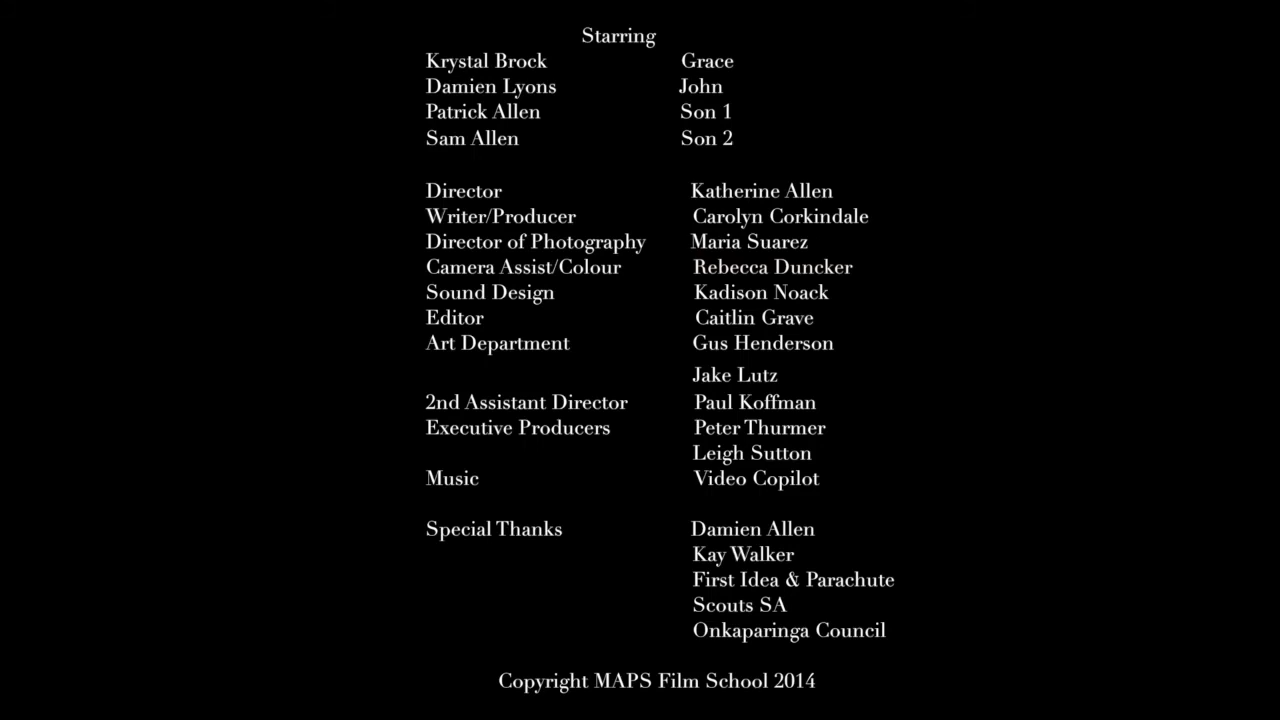 Starring
Krystal Brock Grace
Damien Lyons John
Patrick Allen Son 1
Sam Allen Son 2
Director Katherine Allen
Writer/Producer Carolyn Corkindale
Director of Photography Maria Suarez
Camera Assist/Colour Rebecca Duncker
Sound Design Kadison Noack
Editor Caitlin Grave
Art Department Gus Henderson
Jake Lutz
2nd Assistant Director Paul Koffman
Executive Producers Peter Thurmer
Leigh Sutton
Music Video Copilot
Special Thanks Damien Allen
Kay Walker
First Idea & Parachute
Scouts SA
Onkaparinga Council
Copyright MAPS Film School 2014